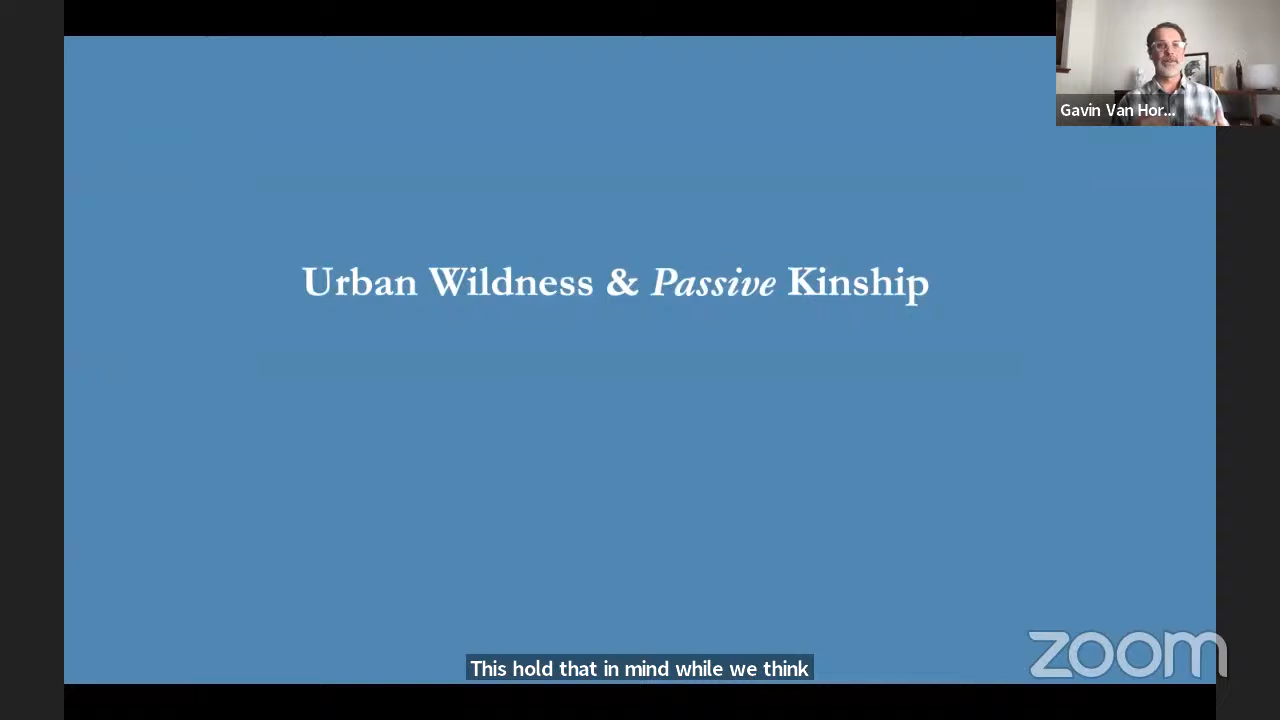 Gavin Van Hor...
Urban Wildness & Passive Kinship
This hold that in mind while we think
zoom